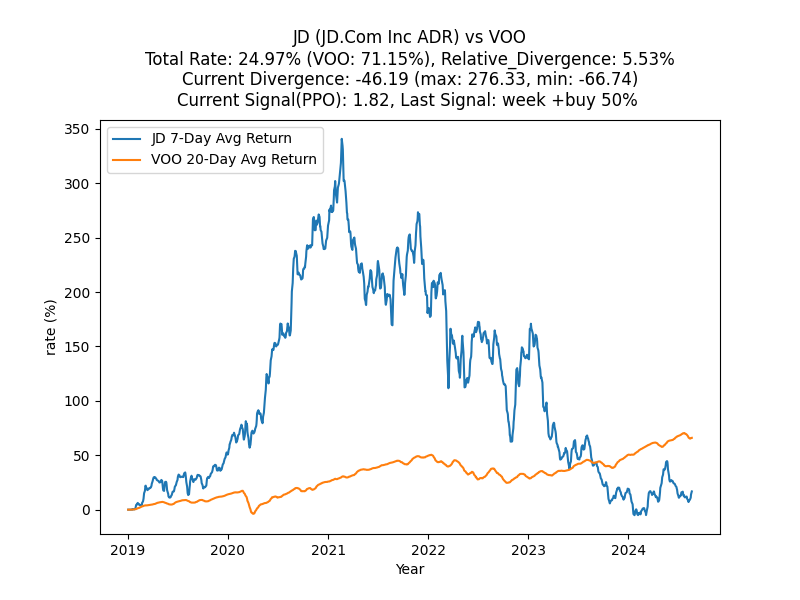 JD (JD.Com Inc ADR) vs VOO
Total Rate: 24.97% (VOO: 71.15%), Relative_Divergence: 5.53%
Current Divergence: -46.19 (max: 276.33, min: -66.74)
Current Signal(PPO): 1.82, Last Signal: week +buy 50%
JD 7-Day Avg Return
VOO 20-Day Avg Return
350
300
250
200
150
100
50
0
rate (%)
2019 2020 2021 2022 2023 2024
Year